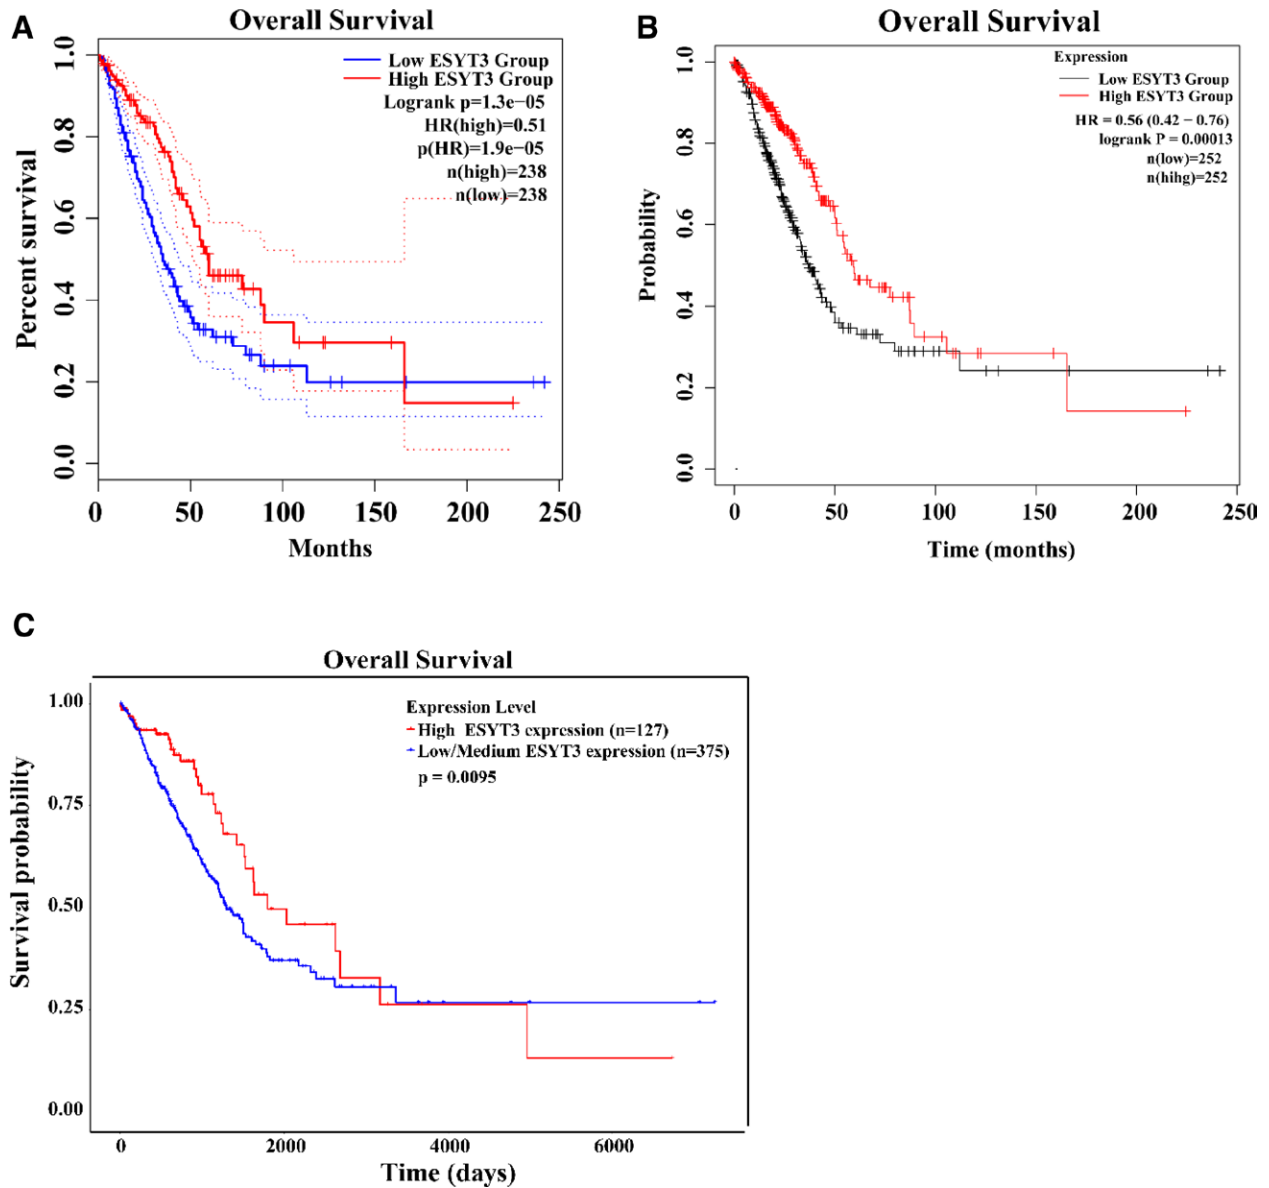 A
Overall Survival
Low ESYT3 Group
High ESYT3 Group
Logrank p=1.3e−05
HR(high)=0.51
p(HR)=1.9e−05
n(high)=238
n(low)=238
Percent survival
1.0
0.8
0.6
0.4
0.2
0.0
0 50 100 150 200 250
Months
B
Overall Survival
Expression
Low ESYT3 Group
High ESYT3 Group
HR = 0.56 (0.42 − 0.76)
logrank P = 0.00013
n(low)=252
n(hihg)=252
Probability
1.0
0.8
0.6
0.4
0.2
0.0
0 50 100 150 200 250
Time (months)
C
Overall Survival
Expression Level
High ESYT3 expression (n=127)
Low/Medium ESYT3 expression (n=375)
p = 0.0095
Survival probability
1.00
0.75
0.50
0.25
0.00
0 2000 4000 6000
Time (days)